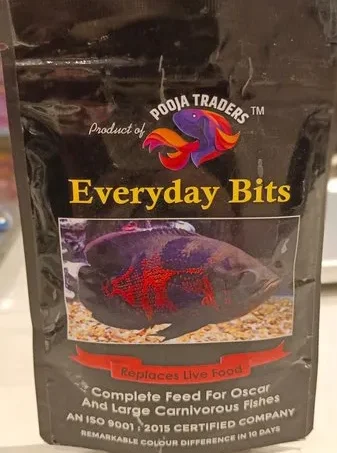 POOJA TRADERS TM
Product of
Everyday Bits
Replaces Live Food
Complete Feed For Oscar
And Large Carnivorous Fishes
AN ISO 9001 : 2015 CERTIFIED COMPANY
REMARKABLE COLOUR DIFFERENCE IN 10 DAYS